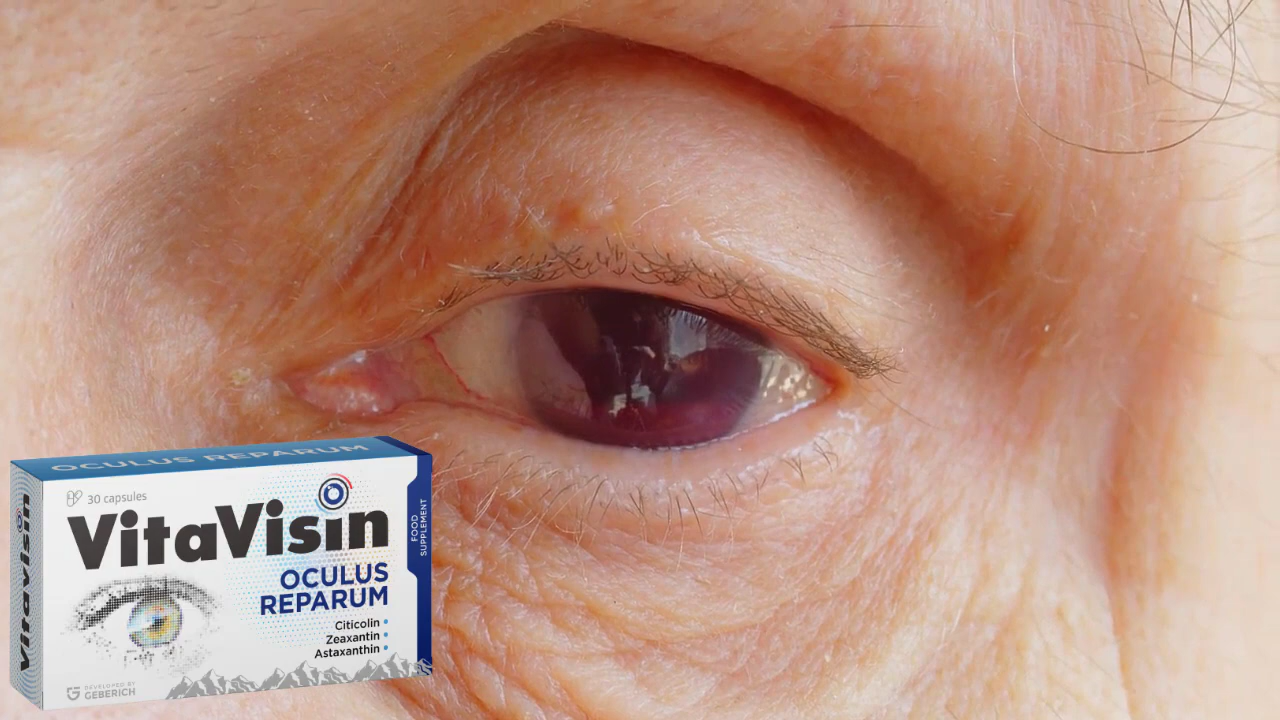 OCULUS REPARUM
30 capsules
VitaVisin
OCULUS
REPARUM
Citicolin
Zeaxantin
Astaxanthin
DEVELOPED BY
GEBERICH
FOOD
SUPPLEMENT
VitaVisin